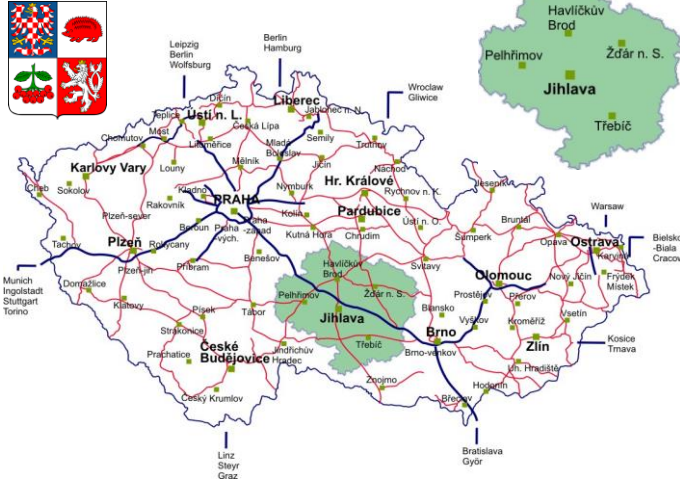 Havlíčkův
Brod
Pelhřimov
Žďár n. S.
Jihlava
Třebíč
Leipzig
Berlin
Wolfsburg
Berlin
Hamburg
Wroclaw
Gliwice
Děčín
Liberec
Teplice
Ústí n. L.
Jablonec n. N.
Most
Česká Lípa
Chomutov
Litoměřice
Mladá
Boleslav
Semily
Trutnov
Jičín
Karlovy Vary
Louny
Mělník
Náchod
Cheb
Sokolov
Kladno
Nymburk
Hr. Králové
Jeseník
Rakovník
PRAHA
Rychnov n. K.
Plzeň-sever
Kolín
Pardubice
Warsaw
Beroun
Praha
-vých.
Praha
-západ
Ústí n. O.
Bruntál
Tachov
Plzeň
Rokycany
Kutná Hora
Chrudim
Šumperk
Opava
Ostrava
Karviná
Bielsko
-Biala
Cracow
Benešov
Plzeň-jih
Příbram
Svitavy
Munich
Ingolstadt
Stuttgart
Torino
Domažlice
Havlíčkův
Brod
Olomouc
Nový Jičín
Frýdek
Místek
Klatovy
Pelhřimov
Žďár n. S.
Prostějov
Přerov
Písek
Tábor
Jihlava
Blansko
Vyškov
Kroměříž
Vsetín
Strakonice
Třebíč
Brno
Brno-venkov
Zlín
Kosice
Trnava
Prachatice
České
Budějovice
Jindřichův
Hradec
Uh. Hradiště
Znojmo
Hodonín
Český Krumlov
Břeclav
Linz
Steyr
Graz
Bratislava
Györ